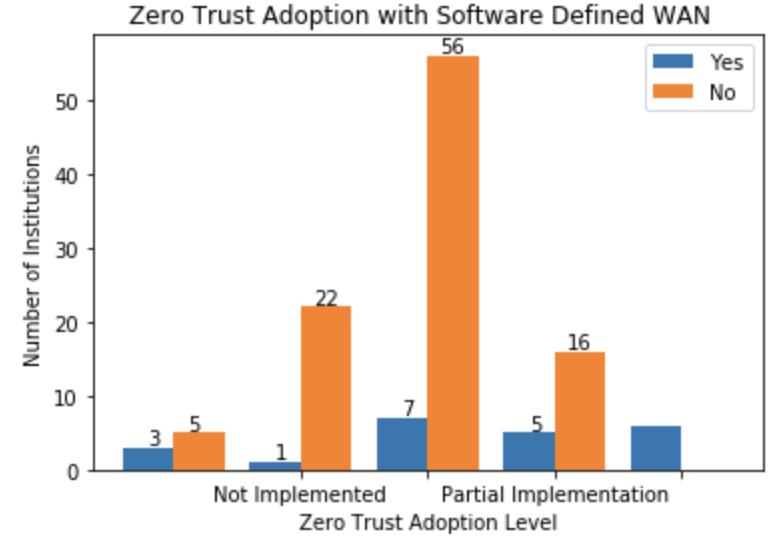 Zero Trust Adoption with Software Defined WAN
Yes
No
Number of Institutions
50
40
30
20
10
0
3
5
1
22
7
56
5
16
Not Implemented
Partial Implementation
Zero Trust Adoption Level